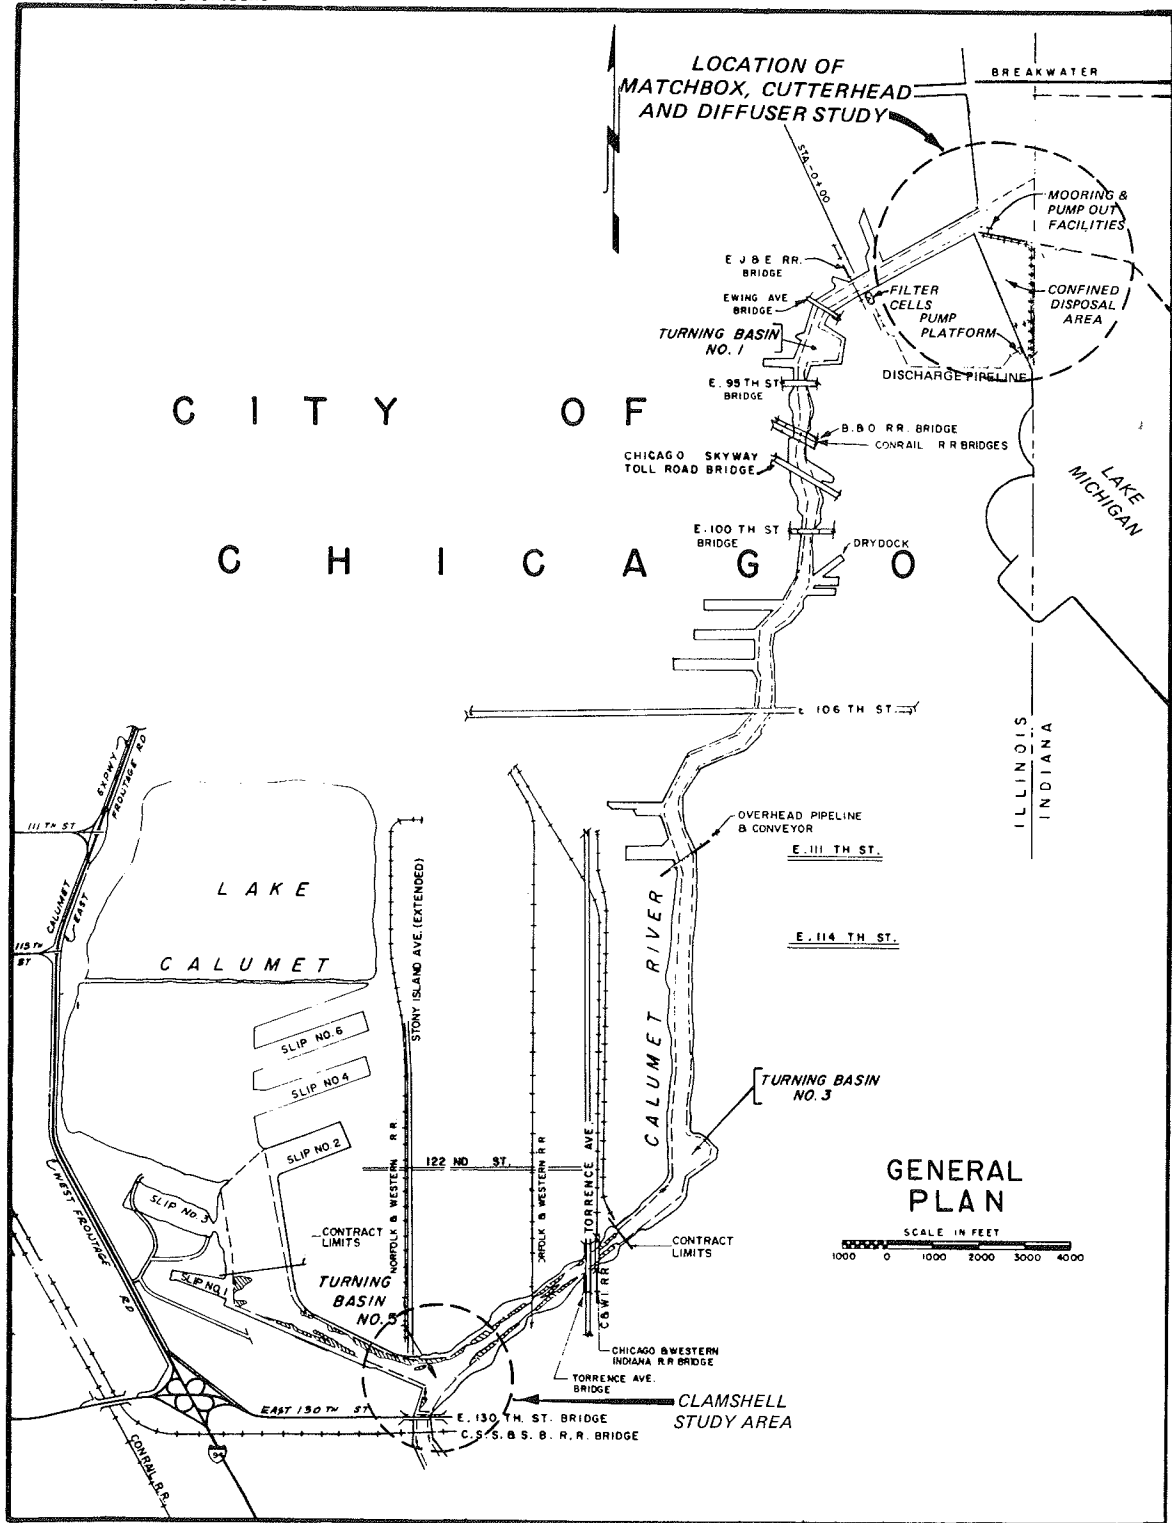 LOCATION OF
MATCHBOX, CUTTERHEAD
AND DIFFUSER STUDY
BREAKWATER
STA - 0 + 00
MOORING &
PUMP OUT
FACILITIES
E J & E RR.
BRIDGE
EWING AVE
BRIDGE
FILTER
CELLS
CONFINED
DISPOSAL
AREA
PUMP
PLATFORM
TURNING BASIN
NO. 1
DISCHARGE PIPELINE
E. 95 TH ST
BRIDGE
CITY OF
B.&O RR. BRIDGE
CONRAIL R R BRIDGES
CHICAGO SKYWAY
TOLL ROAD BRIDGE
LAKE
MICHIGAN
E. 100 TH ST
BRIDGE
DRYDOCK
CHICAGO
106 TH ST.
ILLINOIS
INDIANA
EXPWY
FRONTAGE RD
111 TH ST
CALUMET
EAST
OVERHEAD PIPELINE
& CONVEYOR
E. 111 TH ST.
LAKE
CALUMET
STONY ISLAND AVE. (EXTENDED)
115 TH
ST
E. 114 TH ST.
CALUMET RIVER
SLIP NO. 6
SLIP NO 4
SLIP NO. 2
TURNING BASIN
NO. 3
122 ND ST.
NORFOLK & WESTERN R.R.
ORFOLK & WESTERN R R
TORRENCE AVE.
GENERAL
PLAN
SCALE IN FEET
1000 0 1000 2000 3000 4000
SLIP NO. 3
WEST FRONTAGE
RD
CONTRACT
LIMITS
CONTRACT
LIMITS
SLIP NO. 1
TURNING
BASIN
NO. 5
C & W I RR
CHICAGO & WESTERN
INDIANA R.R BRIDGE
TORRENCE AVE.
BRIDGE
CLAMSHELL
STUDY AREA
EAST 130 TH ST
E. 130 TH. ST. BRIDGE
C.S.S. & S. B. R.R. BRIDGE
CONRAIL R.R.
94